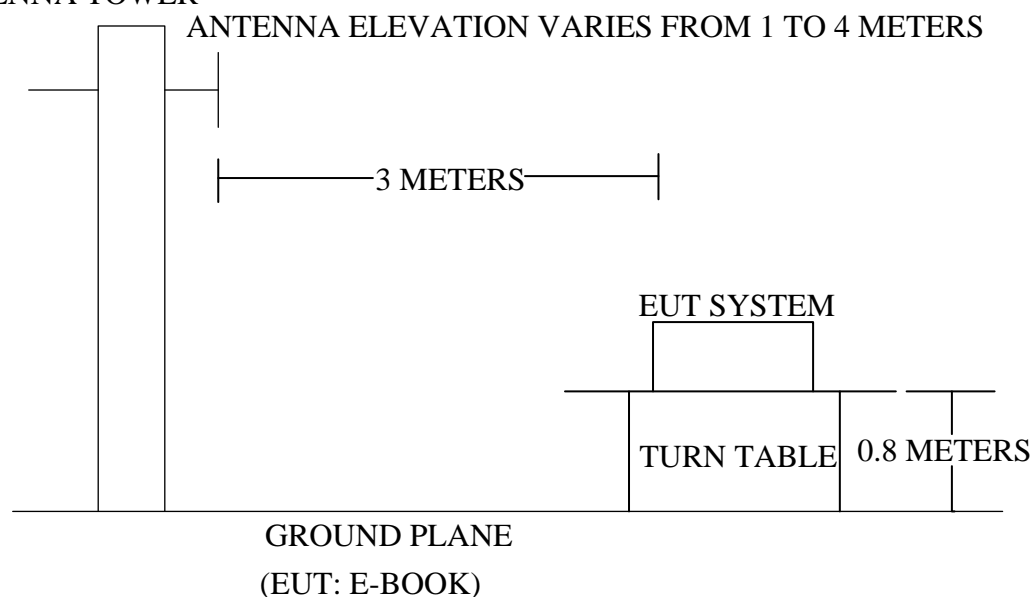 TOWER
ANTENNA ELEVATION VARIES FROM 1 TO 4 METERS
3 METERS
EUT SYSTEM
TURN TABLE
0.8 METERS
GROUND PLANE
(EUT: E-BOOK)